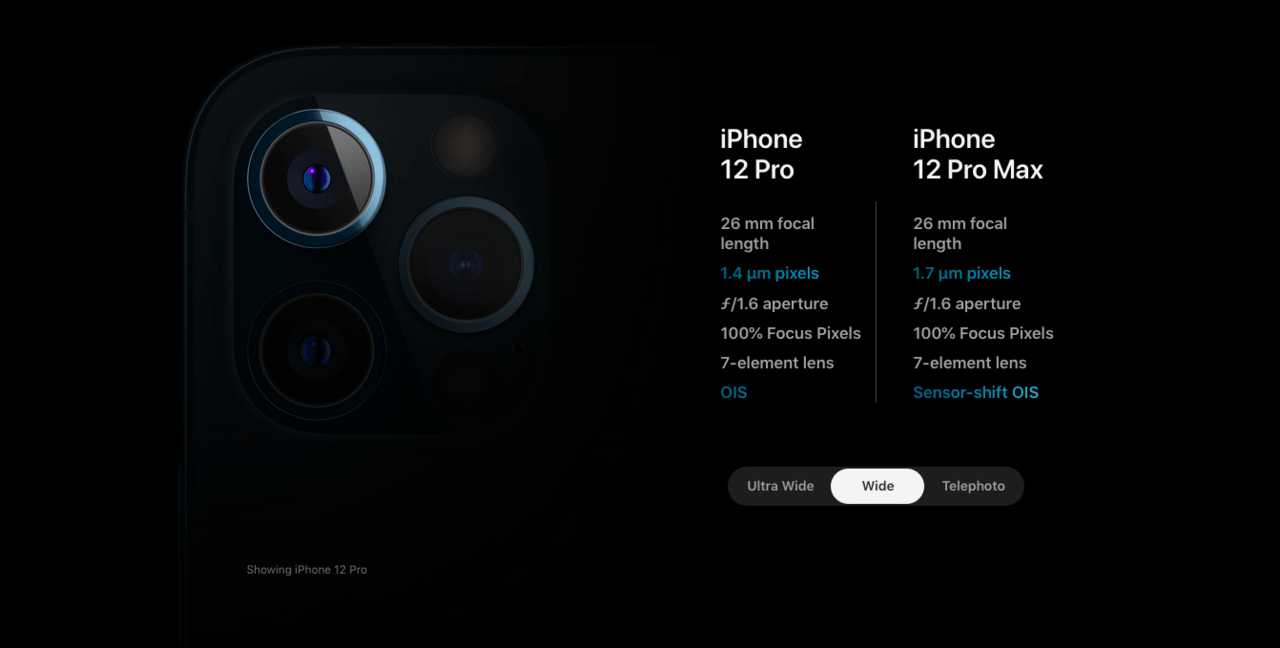 iPhone
12 Pro
26 mm focal
length
1.4 µm pixels
ƒ/1.6 aperture
100% Focus Pixels
7-element lens
OIS
iPhone
12 Pro Max
26 mm focal
length
1.7 µm pixels
ƒ/1.6 aperture
100% Focus Pixels
7-element lens
Sensor-shift OIS
Ultra Wide
Wide
Telephoto
Showing iPhone 12 Pro